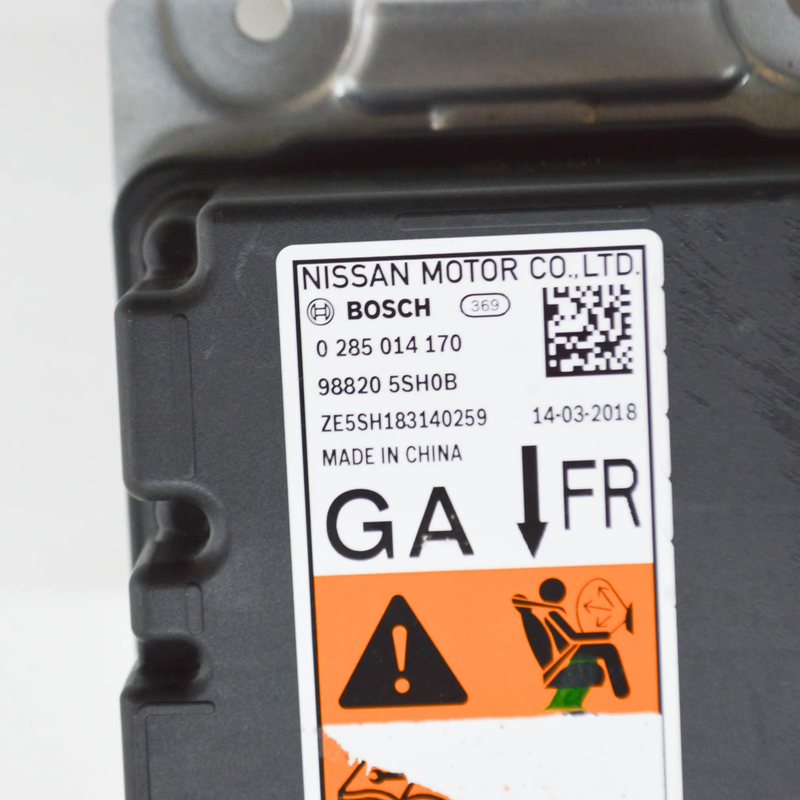 NISSAN MOTOR CO.,LTD.
BOSCH 369
0 285 014 170
98820 5SH0B
ZE5SH183140259 14-03-2018
MADE IN CHINA
GA FR